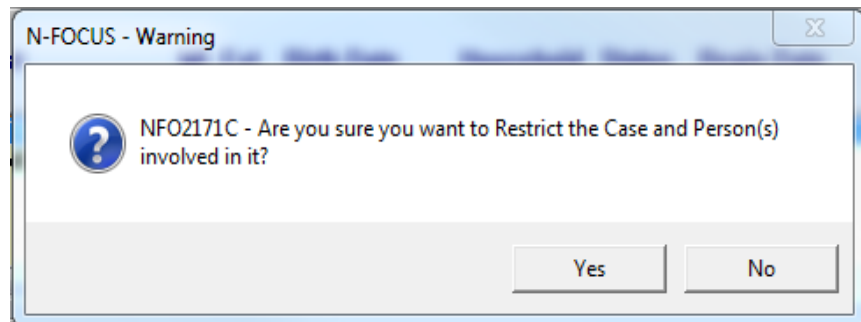 N-FOCUS - Warning
NFO2171C - Are you sure you want to Restrict the Case and Person(s)
involved in it?
Yes
No